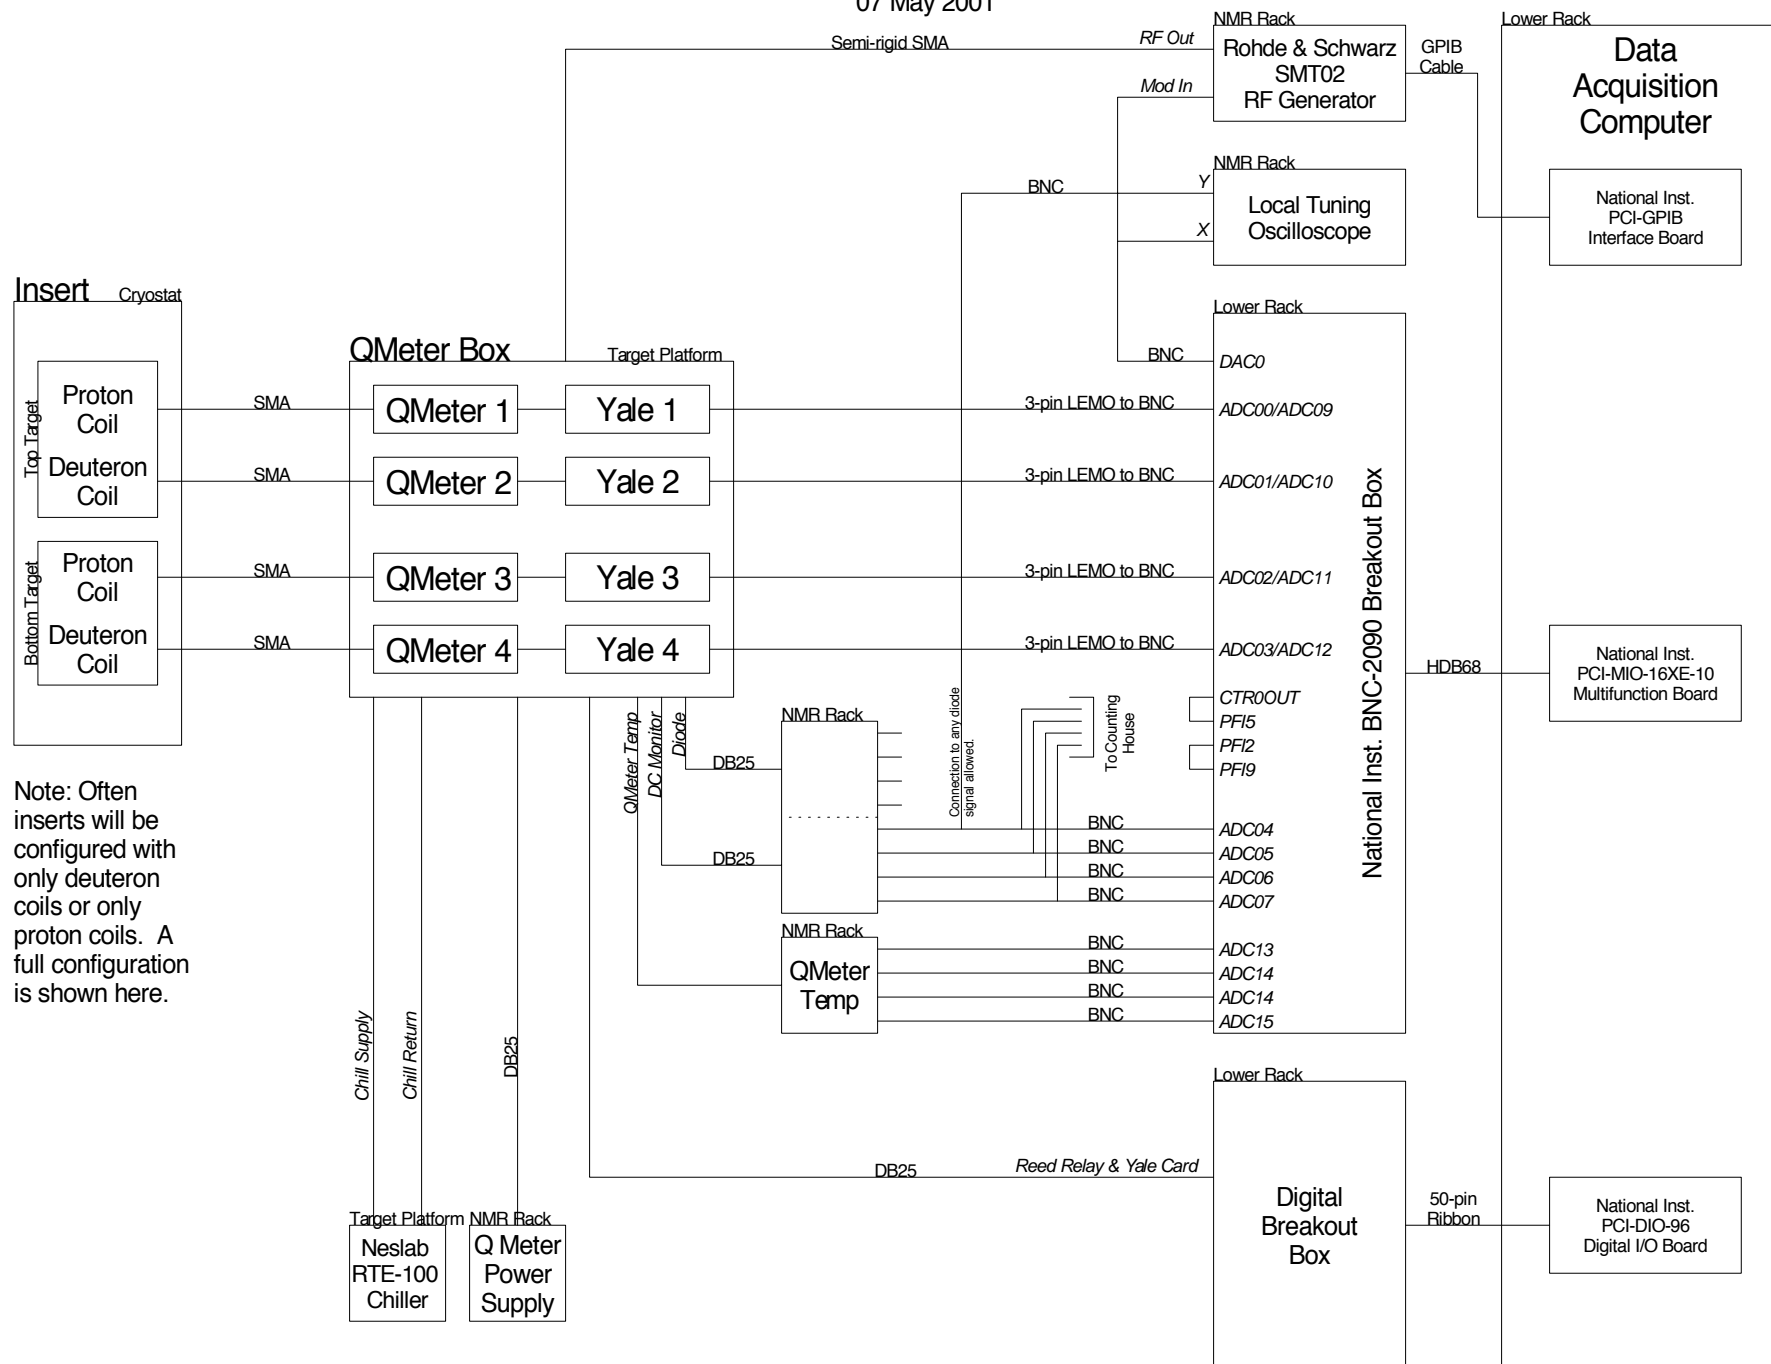 07 May 2001
NMR Rack
Lower Rack
Semi-rigid SMA
RF Out
Rohde & Schwarz
SMT02
RF Generator
Mod In
GPIB
Cable
Data
Acquisition
Computer
NMR Rack
BNC
Y
X
Local Tuning
Oscilloscope
National Inst.
PCI-GPIB
Interface Board
Insert
Cryostat
Top Target
Proton
Coil
Deuteron
Coil
Bottom Target
Proton
Coil
Deuteron
Coil
SMA
SMA
SMA
SMA
QMeter Box
Target Platform
QMeter 1
Yale 1
QMeter 2
Yale 2
QMeter 3
Yale 3
QMeter 4
Yale 4
3-pin LEMO to BNC
3-pin LEMO to BNC
3-pin LEMO to BNC
3-pin LEMO to BNC
Lower Rack
BNC
DAC0
ADC00/ADC09
ADC01/ADC10
ADC02/ADC11
ADC03/ADC12
CTR0OUT
PFI5
PFI2
PFI9
ADC04
ADC05
ADC06
ADC07
ADC13
ADC14
ADC14
ADC15
National Inst. BNC-2090 Breakout Box
HDB68
National Inst.
PCI-MIO-16XE-10
Multifunction Board
QMeter Temp
DC Monitor
Diode
DB25
DB25
NMR Rack
Connection to any diode
signal allowed.
To Counting
House
BNC
BNC
BNC
BNC
NMR Rack
QMeter
Temp
BNC
BNC
BNC
BNC
Note: Often
inserts will be
configured with
only deuteron
coils or only
proton coils. A
full configuration
is shown here.
Chill Supply
Chill Return
DB25
Target Platform
Neslab
RTE-100
Chiller
NMR Rack
Q Meter
Power
Supply
DB25
Reed Relay & Yale Card
Lower Rack
Digital
Breakout
Box
50-pin
Ribbon
National Inst.
PCI-DIO-96
Digital I/O Board